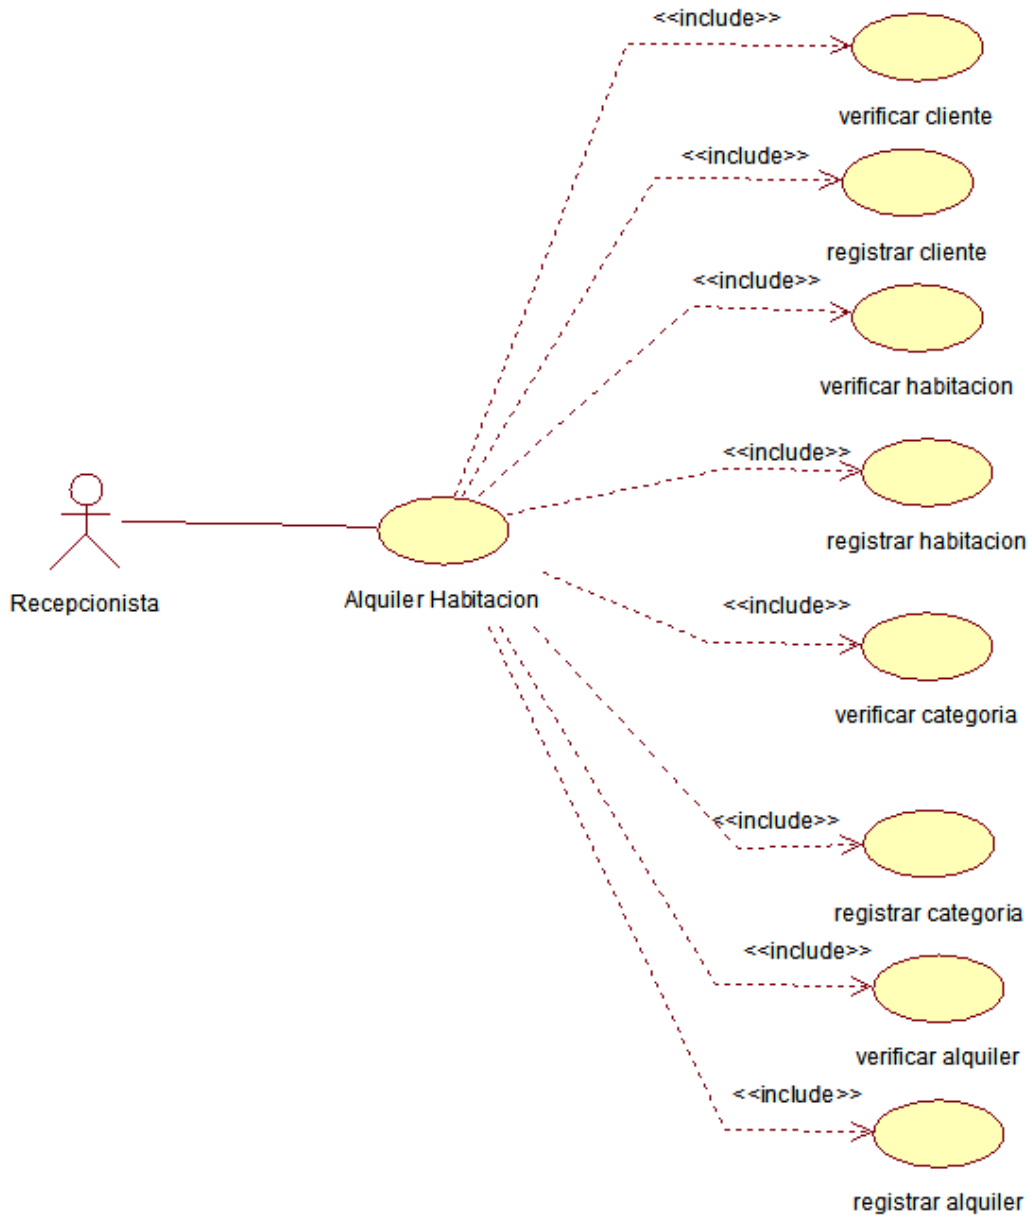 <<include>>
verificar cliente
<<include>>
registrar cliente
<<include>>
verificar habitacion
<<include>>
registrar habitacion
Recepcionista
Alquiler Habitacion
<<include>>
verificar categoria
<<include>>
registrar categoria
<<include>>
verificar alquiler
<<include>>
registrar alquiler